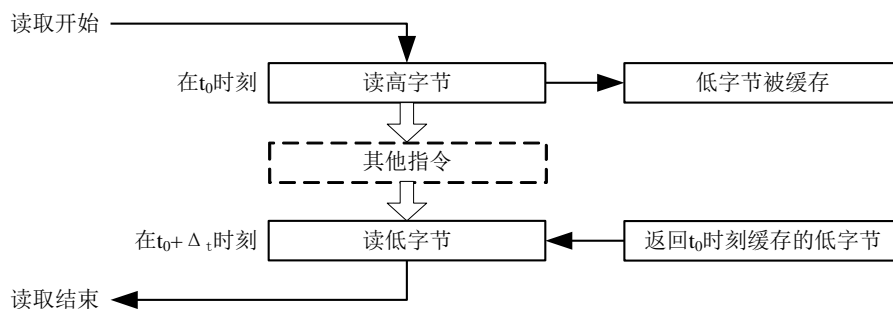 读取开始
在t₀时刻
读高字节
低字节被缓存
其他指令
在t₀+Δt时刻
读低字节
返回t₀时刻缓存的低字节
读取结束